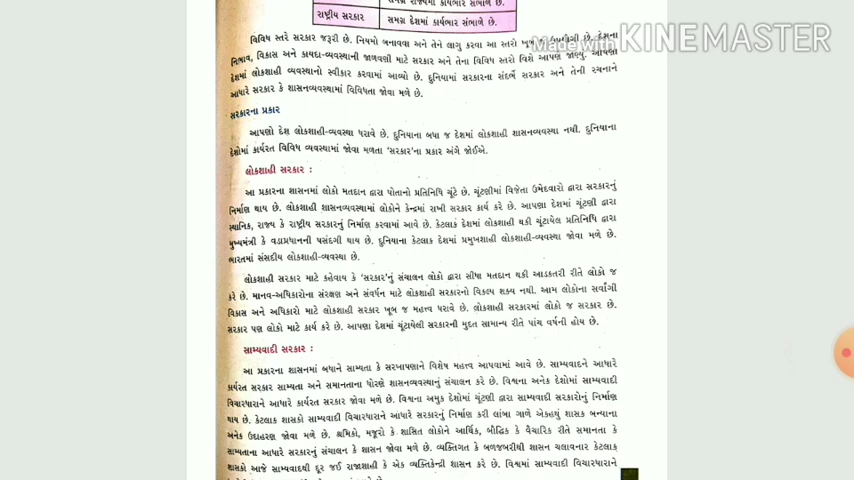 સમગ્ર રાજ્યમાં કાર્યભાર સંભાળે છે.
રાષ્ટ્રીય સરકાર સમગ્ર દેશમાં કાર્યભાર સંભાળે છે.
Made with KINEMASTER
વિવિધ સ્તરે સરકાર જરૂરી છે. નિયમો બનાવવા અને તેને લાગુ કરવા આ સ્તરો ખૂબ જ ઉપયોગી છે. દેશના
નિભાવ, વિકાસ અને કાયદા-વ્યવસ્થાની જાળવણી માટે સરકાર અને તેના વિવિધ સ્તરો વિશે આપણે જાણ્યું. આપણા
દેશમાં લોકશાહી વ્યવસ્થાનો સ્વીકાર કરવામાં આવ્યો છે. દુનિયામાં સરકારના સંદર્ભે સરકાર અને તેની રચનાને
આધારે સરકાર કે શાસનવ્યવસ્થામાં વિવિધતા જોવા મળે છે.
સરકારના પ્રકાર
આપણો દેશ લોકશાહી-વ્યવસ્થા ધરાવે છે. દુનિયાના બધા જ દેશમાં લોકશાહી શાસનવ્યવસ્થા નથી. દુનિયાના
દેશોમાં કાર્યરત વિવિધ વ્યવસ્થામાં જોવા મળતા ‘સરકાર’ના પ્રકાર અંગે જોઈએ.
લોકશાહી સરકાર :
આ પ્રકારના શાસનમાં લોકો મતદાન દ્વારા પોતાનો પ્રતિનિધિ ચૂંટે છે. ચૂંટણીમાં વિજેતા ઉમેદવારો દ્વારા સરકારનું
નિર્માણ થાય છે. લોકશાહી શાસનવ્યવસ્થામાં લોકોને કેન્દ્રમાં રાખી સરકાર કાર્ય કરે છે. આપણા દેશમાં ચૂંટણી દ્વારા
સ્થાનિક, રાજ્ય કે રાષ્ટ્રીય સરકારનું નિર્માણ કરવામાં આવે છે. કેટલાક દેશમાં લોકશાહી થકી ચૂંટાયેલ પ્રતિનિધિ દ્વારા
મુખ્યમંત્રી કે વડાપ્રધાનની પસંદગી થાય છે. દુનિયાના કેટલાક દેશમાં પ્રમુખશાહી લોકશાહી-વ્યવસ્થા જોવા મળે છે.
ભારતમાં સંસદીય લોકશાહી-વ્યવસ્થા છે.
લોકશાહી સરકાર માટે કહેવાય કે ‘સરકાર’નું સંચાલન લોકો દ્વારા સીધા મતદાન થકી આડકતરી રીતે લોકો જ
કરે છે. માનવ-અધિકારોના સંરક્ષણ અને સંવર્ધન માટે લોકશાહી સરકારનો વિકલ્પ શક્ય નથી. આમ લોકોના સર્વાંગી
વિકાસ અને અધિકારો માટે લોકશાહી સરકાર ખૂબ જ મહત્ત્વ ધરાવે છે. લોકશાહી સરકારમાં લોકો જ સરકાર છે.
સરકાર પણ લોકો માટે કાર્ય કરે છે. આપણા દેશમાં ચૂંટાયેલી સરકારની મુદત સામાન્ય રીતે પાંચ વર્ષની હોય છે.
સામ્યવાદી સરકાર :
આ પ્રકારના શાસનમાં બધાને સામ્યતા કે સરખાપણાને વિશેષ મહત્ત્વ આપવામાં આવે છે. સામ્યવાદને આધારે
કાર્યરત સરકાર સામ્યતા અને સમાનતાના ધોરણે શાસનવ્યવસ્થાનું સંચાલન કરે છે. વિશ્વના અનેક દેશોમાં સામ્યવાદી
વિચારધારાને આધારે કાર્યરત સરકાર જોવા મળે છે. વિશ્વના અમુક દેશોમાં ચૂંટણી દ્વારા સામ્યવાદી સરકારોનું નિર્માણ
થાય છે. કેટલાક શાસકો સામ્યવાદી વિચારધારાને આધારે સરકારનું નિર્માણ કરી લાંબા ગાળે એકહથ્થુ શાસક બન્યાના
અનેક ઉદાહરણ જોવા મળે છે. શ્રમિકો, મજૂરો કે શાસિત લોકોને આર્થિક, બૌદ્ધિક કે વૈચારિક રીતે સમાનતા કે
સામ્યતાના આધારે સરકારનું સંચાલન કે શાસન જોવા મળે છે. વ્યક્તિગત કે બળજબરીથી શાસન ચલાવનાર કેટલાક
શાસકો આજે સામ્યવાદથી દૂર જઈ રાજાશાહી કે એક વ્યક્તિકેન્દ્રી શાસન કરે છે. વિશ્વમાં સામ્યવાદી વિચારધારાને